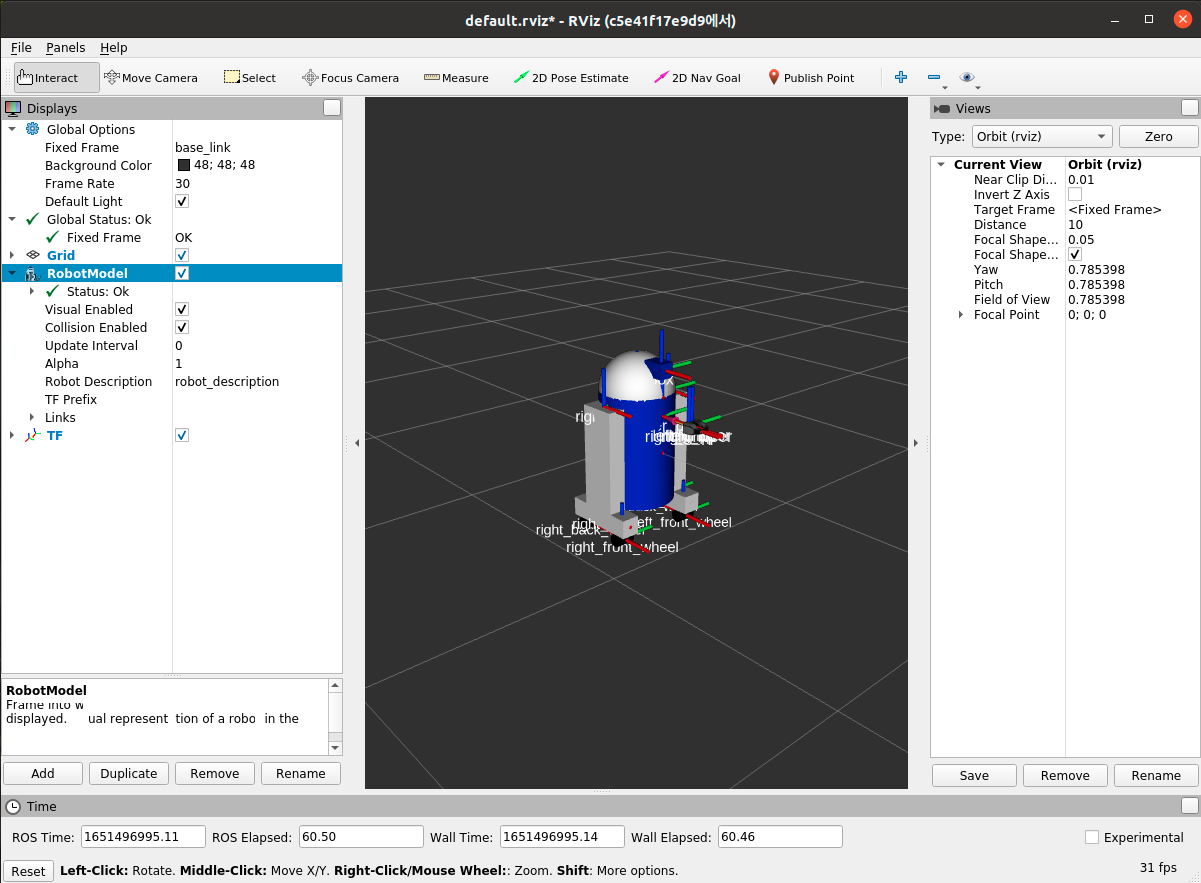 default.rviz* - RViz (c5e41f17e9d9에서)
File Panels Help
Interact Move Camera Select Focus Camera Measure 2D Pose Estimate 2D Nav Goal Publish Point
Displays
Global Options
Fixed Frame base_link
Background Color 48; 48; 48
Frame Rate 30
Default Light
Global Status: Ok
Fixed Frame OK
Grid
RobotModel
Status: Ok
Visual Enabled
Collision Enabled
Update Interval 0
Alpha 1
Robot Description robot_description
TF Prefix
Links
TF
RobotModel
Frame into w
displayed. ual represent tion of a robo in the
Add Duplicate Remove Rename
right_front_wheel
Views
Type: Orbit (rviz) Zero
Current View Orbit (rviz)
Near Clip Di... 0.01
Invert Z Axis
Target Frame <Fixed Frame>
Distance 10
Focal Shape... 0.05
Focal Shape...
Yaw 0.785398
Pitch 0.785398
Field of View 0.785398
Focal Point 0; 0; 0
Save Remove Rename
Time
ROS Time: 1651496995.11 ROS Elapsed: 60.50 Wall Time: 1651496995.14 Wall Elapsed: 60.46 Experimental
Reset Left-Click: Rotate. Middle-Click: Move X/Y. Right-Click/Mouse Wheel:: Zoom. Shift: More options. 31 fps